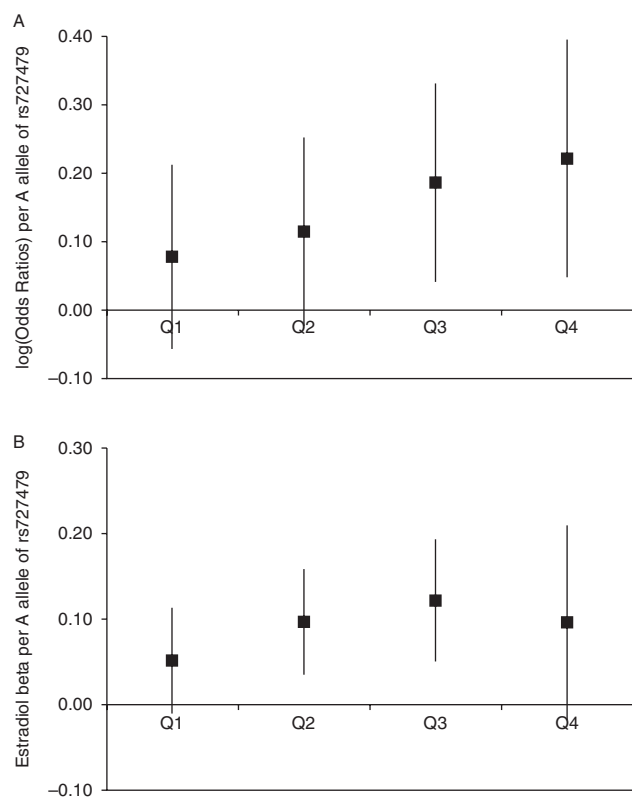 A
log(Odds Ratios) per A allele of rs727479
0.40
0.30
0.20
0.10
0.00
–0.10
Q1 Q2 Q3 Q4
B
Estradiol beta per A allele of rs727479
0.30
0.20
0.10
0.00
–0.10
Q1 Q2 Q3 Q4